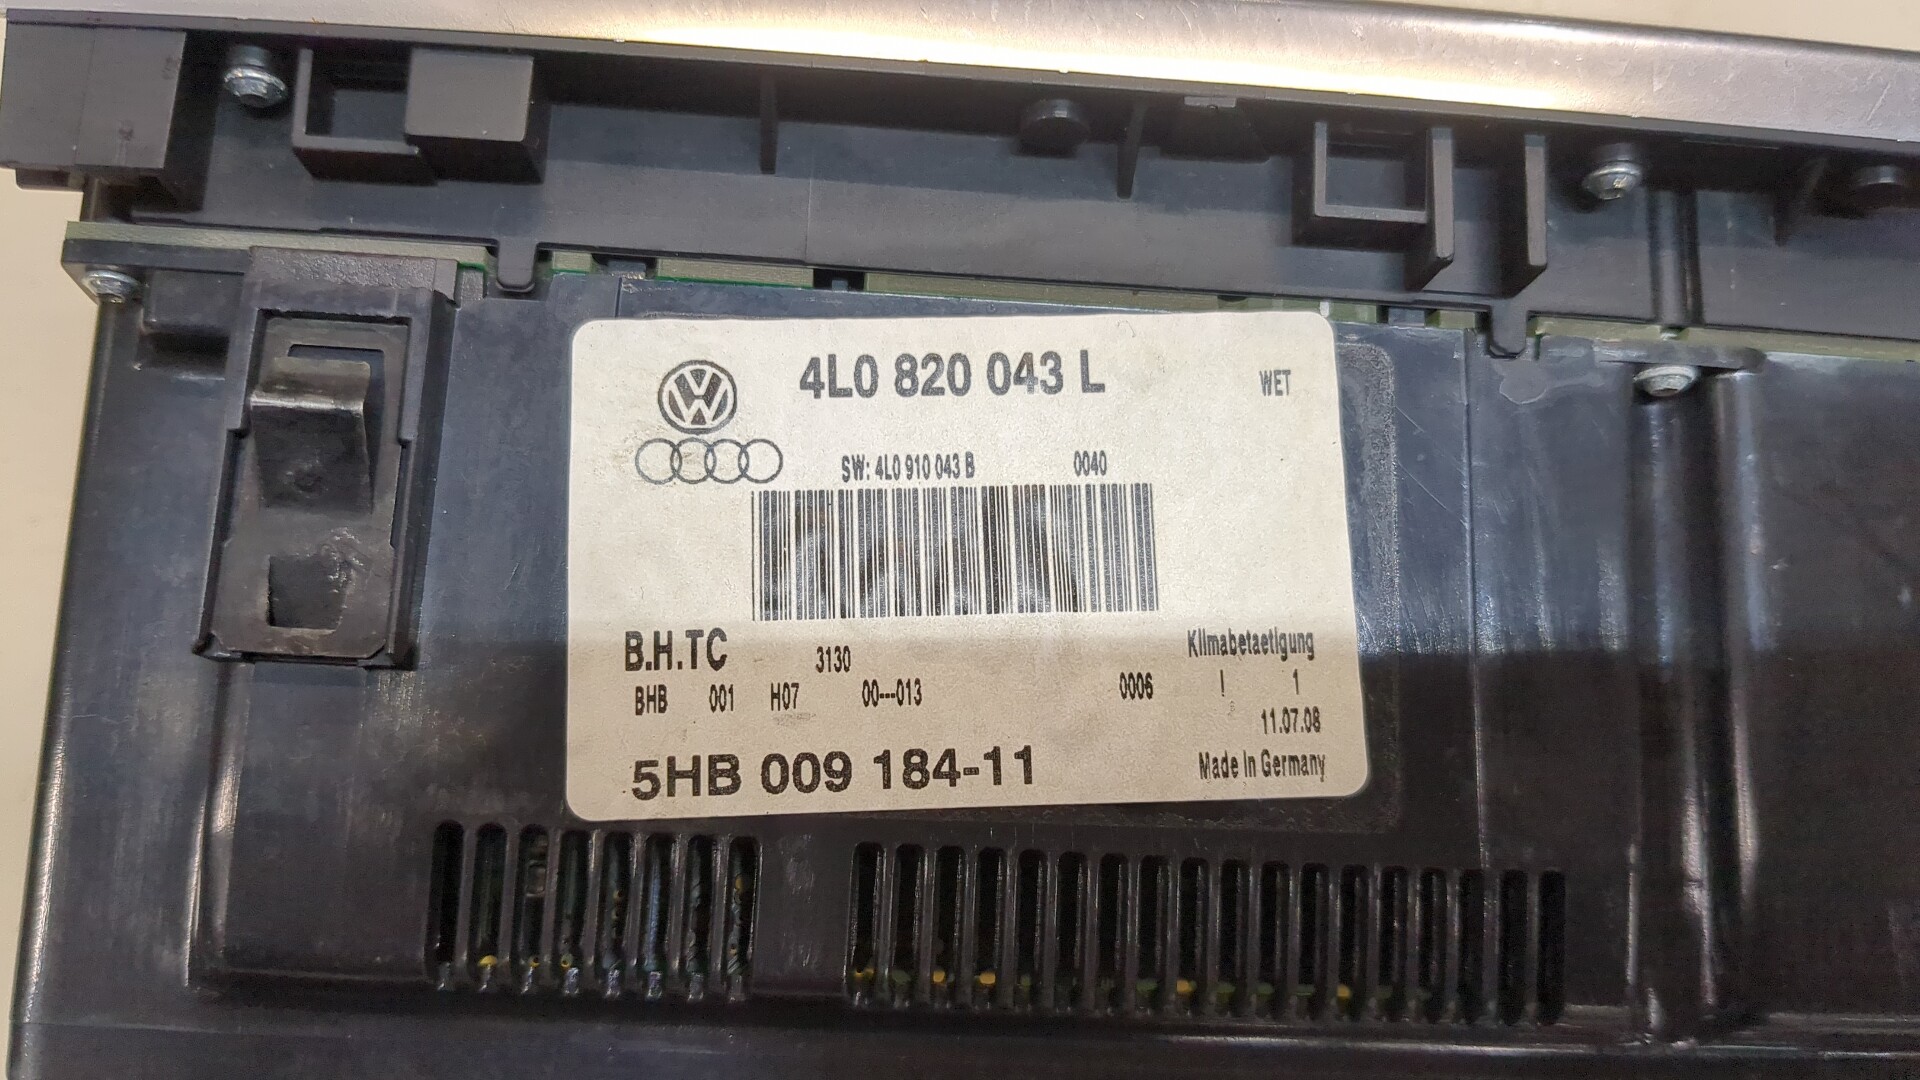 4L0 820 043 L
WET
SW: 4L0 910 043 B 0040
B.H.TC 3130 Klimabetaetigung
BHB 001 H07 00---013 0006 ! 1
11.07.08
5HB 009 184-11 Made in Germany